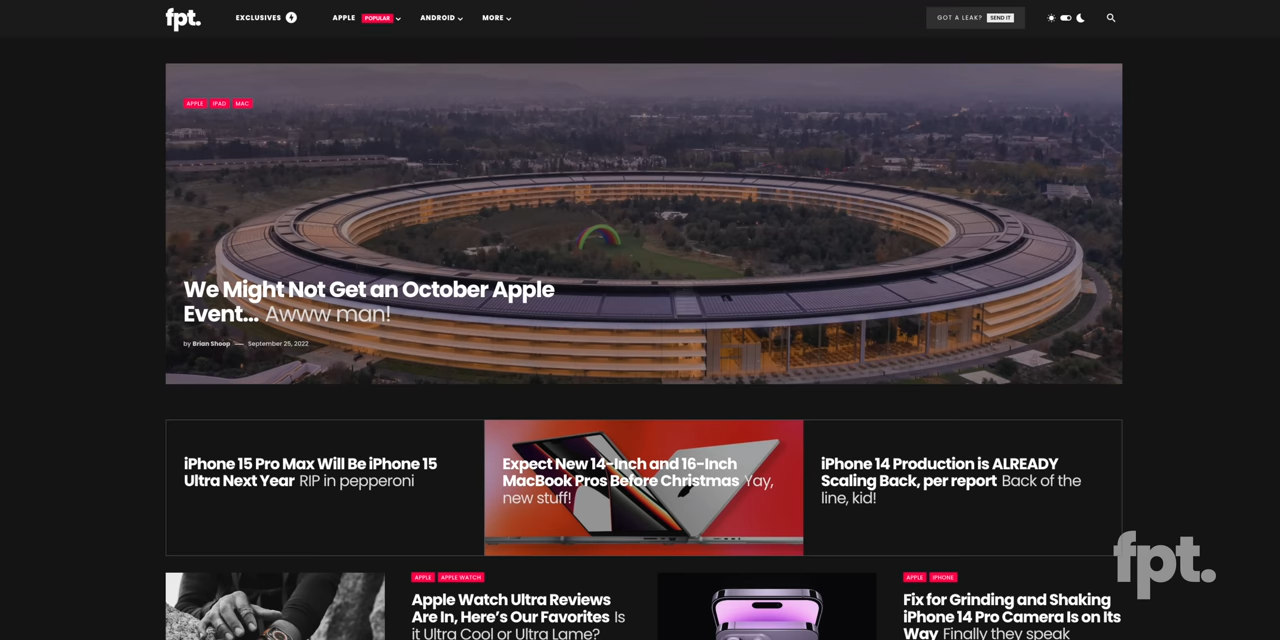 fpt.
EXCLUSIVES
APPLE POPULAR
ANDROID
MORE
GOT A LEAK? SEND IT
APPLE IPAD MAC
We Might Not Get an October Apple
Event... Awww man!
by Brian Shoop — September 25, 2022
iPhone 15 Pro Max Will Be iPhone 15
Ultra Next Year RIP in pepperoni
Expect New 14-Inch and 16-Inch
MacBook Pros Before Christmas Yay,
new stuff!
iPhone 14 Production is ALREADY
Scaling Back, per report Back of the
line, kid!
fpt.
APPLE APPLE WATCH
Apple Watch Ultra Reviews
Are In, Here's Our Favorites Is
it Ultra Cool or Ultra Lame?
APPLE IPHONE
Fix for Grinding and Shaking
iPhone 14 Pro Camera Is on Its
Way Finally they speak